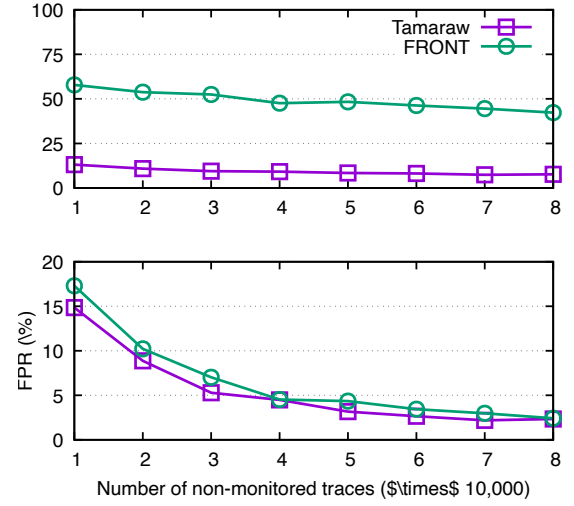 100
75
50
25
0
Tamaraw
FRONT
1 2 3 4 5 6 7 8
20
15
10
5
0
FPR (\%)
1 2 3 4 5 6 7 8
Number of non-monitored traces ($\times$ 10,000)